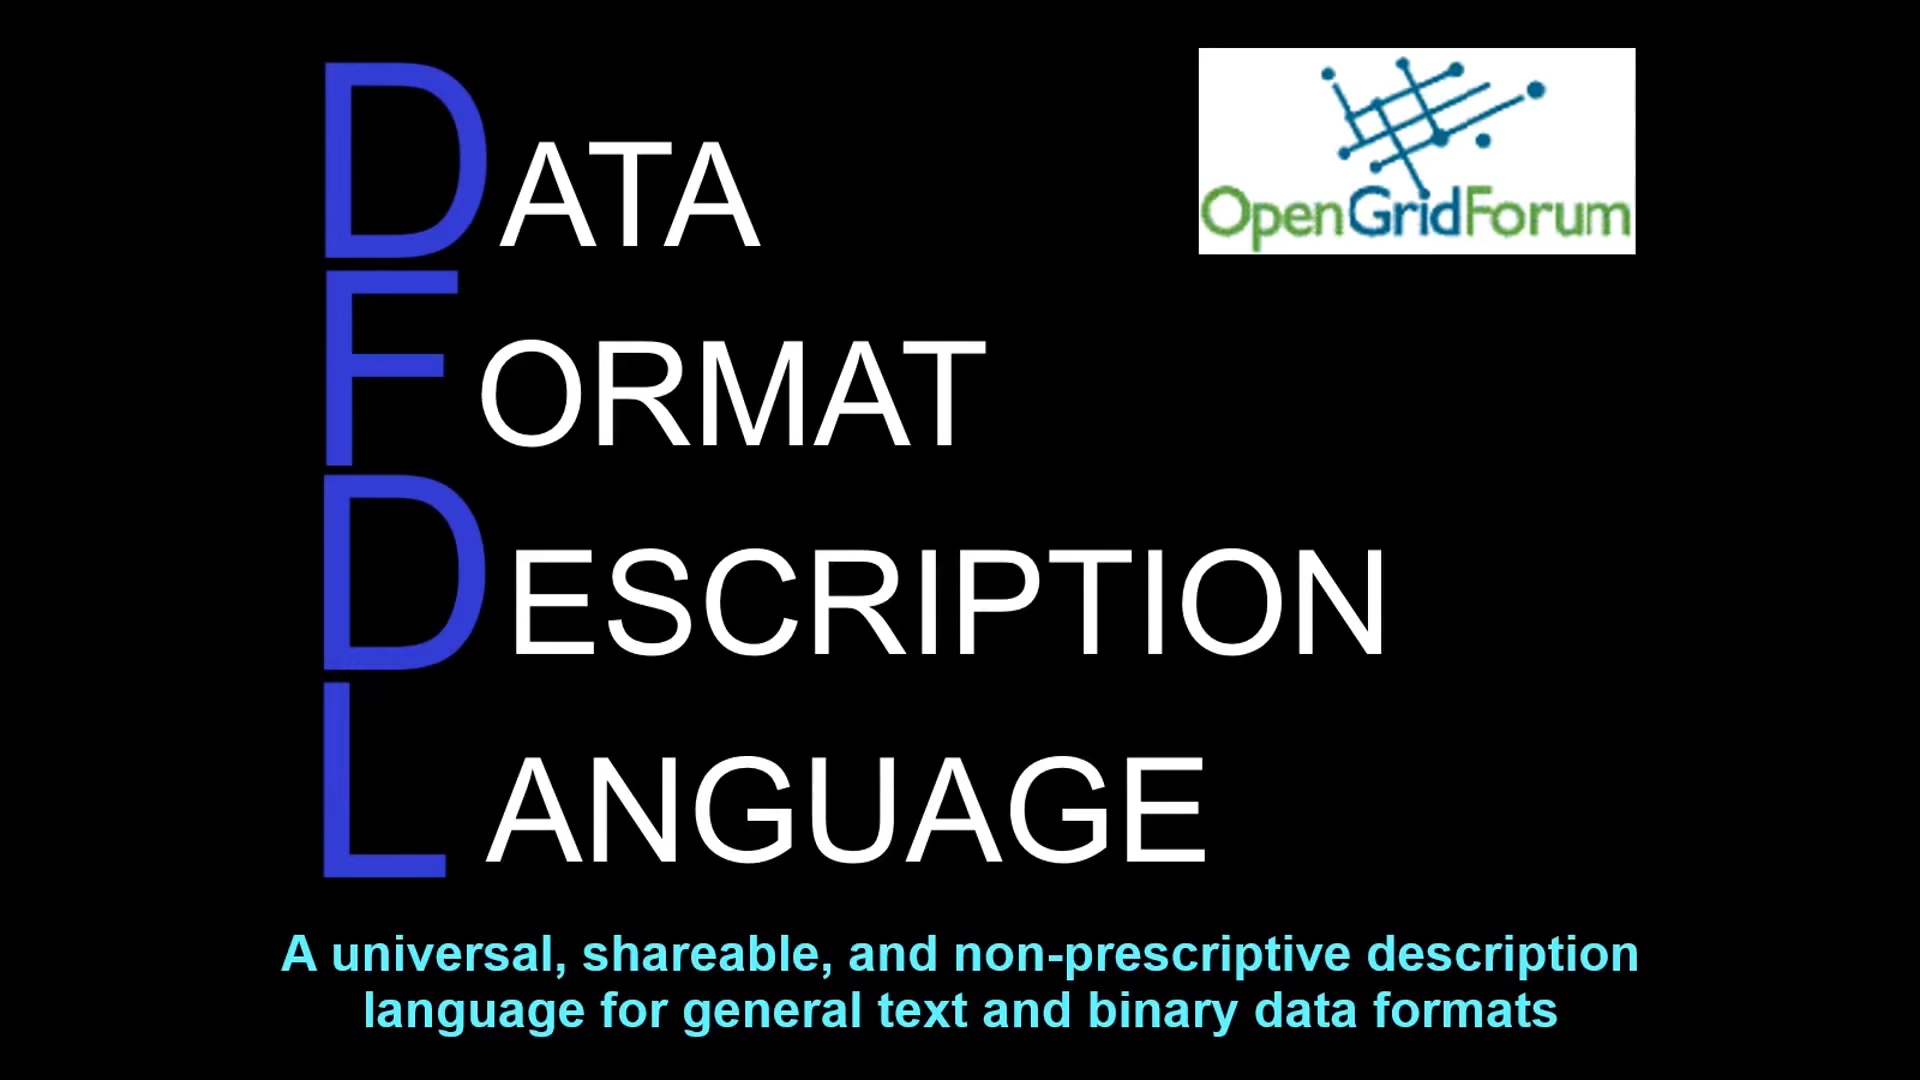 DATA
FORMAT
DESCRIPTION
LANGUAGE
OpenGridForum
A universal, shareable, and non-prescriptive description
language for general text and binary data formats